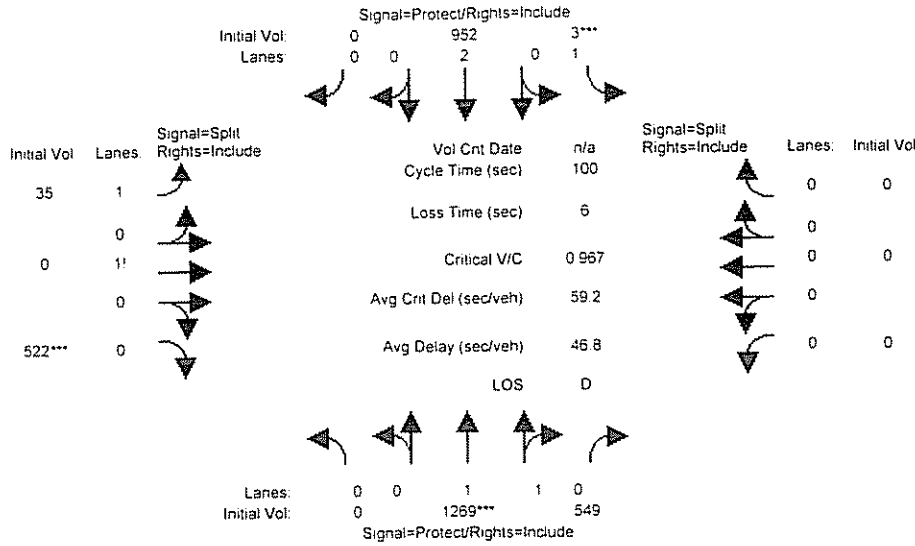 Signal=Protect/Rights=Include
Initial Vol: 0 952 3***
Lanes: 0 0 2 0 1
Signal=Split
Rights=Include
Initial Vol Lanes:
35 1
0
0 1!
0
522*** 0
Vol Cnt Date n/a
Cycle Time (sec) 100
Loss Time (sec) 6
Critical V/C 0 967
Avg Crit Del (sec/veh) 59.2
Avg Delay (sec/veh) 46.8
LOS D
Signal=Split
Rights=Include
Lanes: Initial Vol
0 0
0
0 0
0
0 0
Lanes: 0 0 1 1 0
Initial Vol: 0 1269*** 549
Signal=Protect/Rights=Include